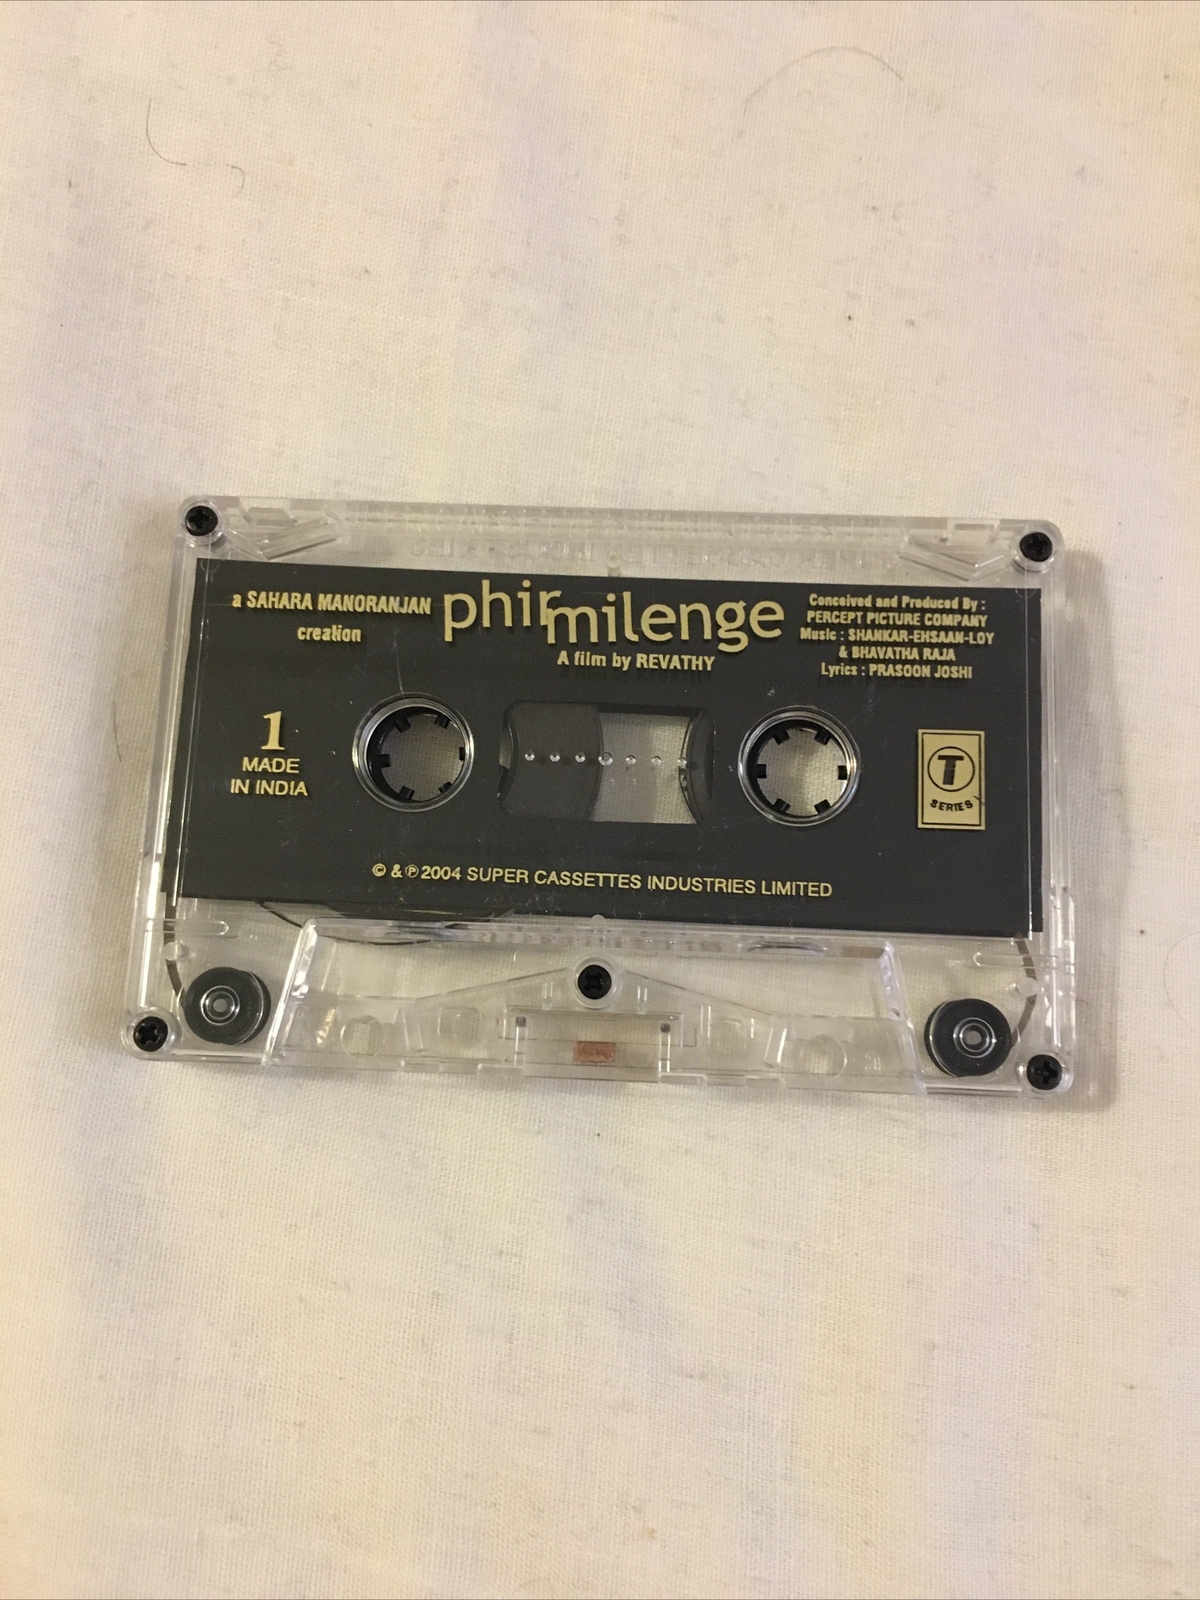 a SAHARA MANORANJAN
creation
phir milenge
A film by REVATHY
Conceived and Produced By :
PERCEPT PICTURE COMPANY
Music : SHANKAR-EHSAAN-LOY
& BHAVATHA RAJA
Lyrics : PRASOON JOSHI
1
MADE
IN INDIA
T
SERIES
© & ℗ 2004 SUPER CASSETTES INDUSTRIES LIMITED